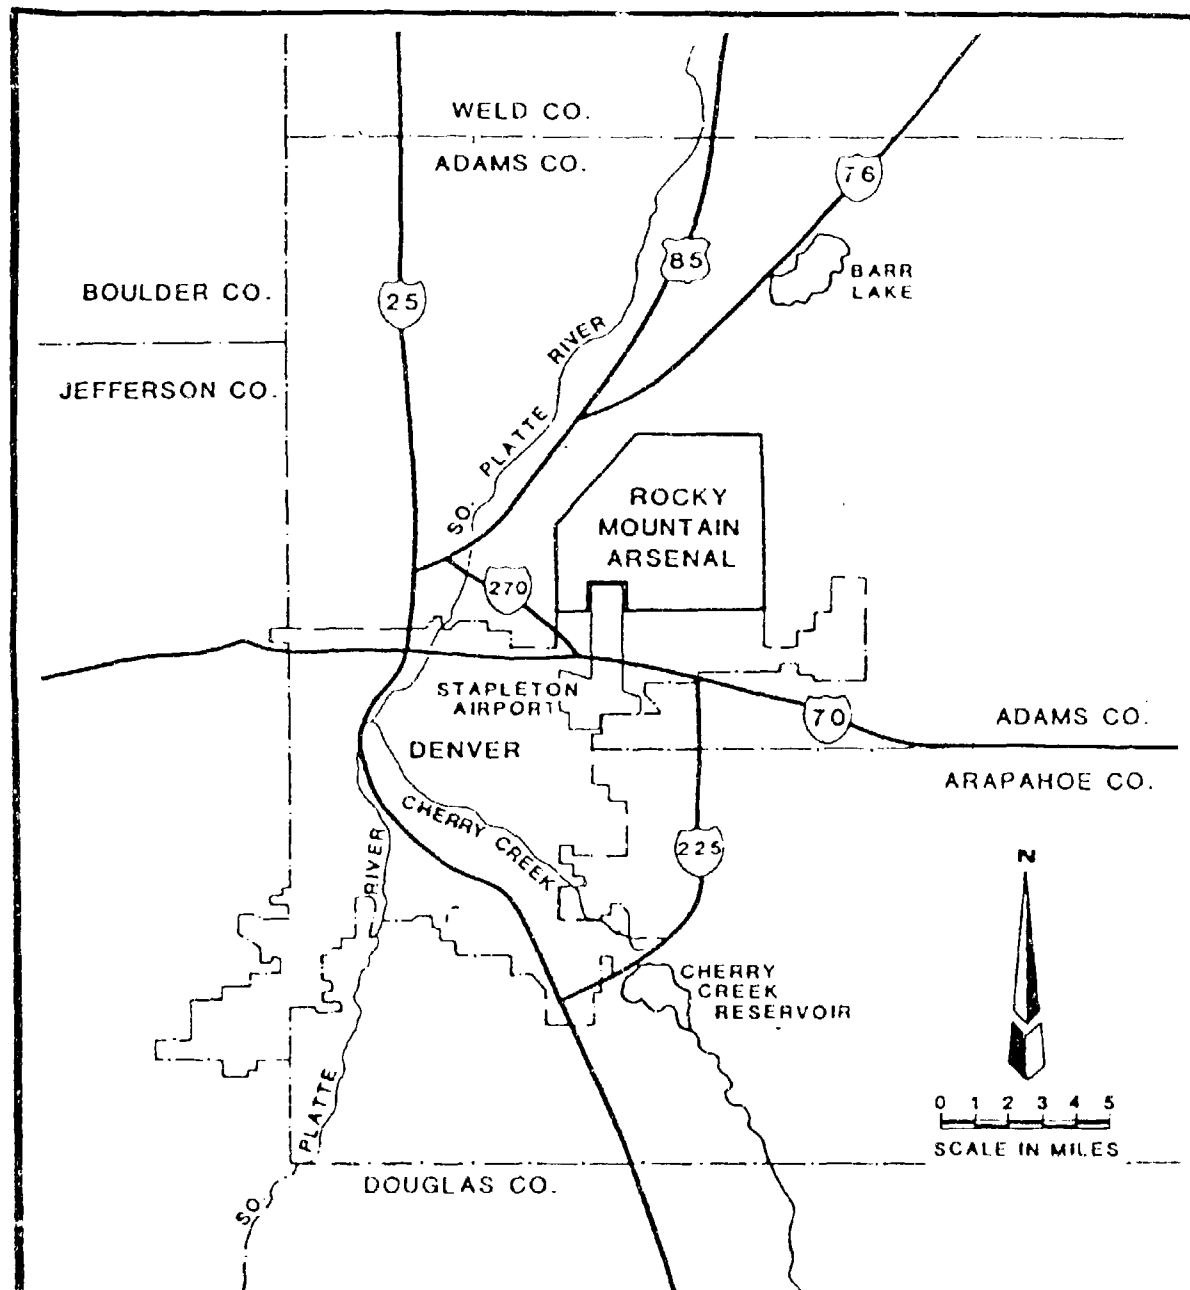 WELD CO.
ADAMS CO.
76
85
BARR
LAKE
BOULDER CO.
25
RIVER
JEFFERSON CO.
PLATTE
SO.
ROCKY
MOUNTAIN
ARSENAL
270
STAPLETON
AIRPORT
70
ADAMS CO.
DENVER
ARAPAHOE CO.
CHERRY CREEK
225
RIVER
N
CHERRY
CREEK
RESERVOIR
PLATTE
0 1 2 3 4 5
SCALE IN MILES
DOUGLAS CO.
SO.